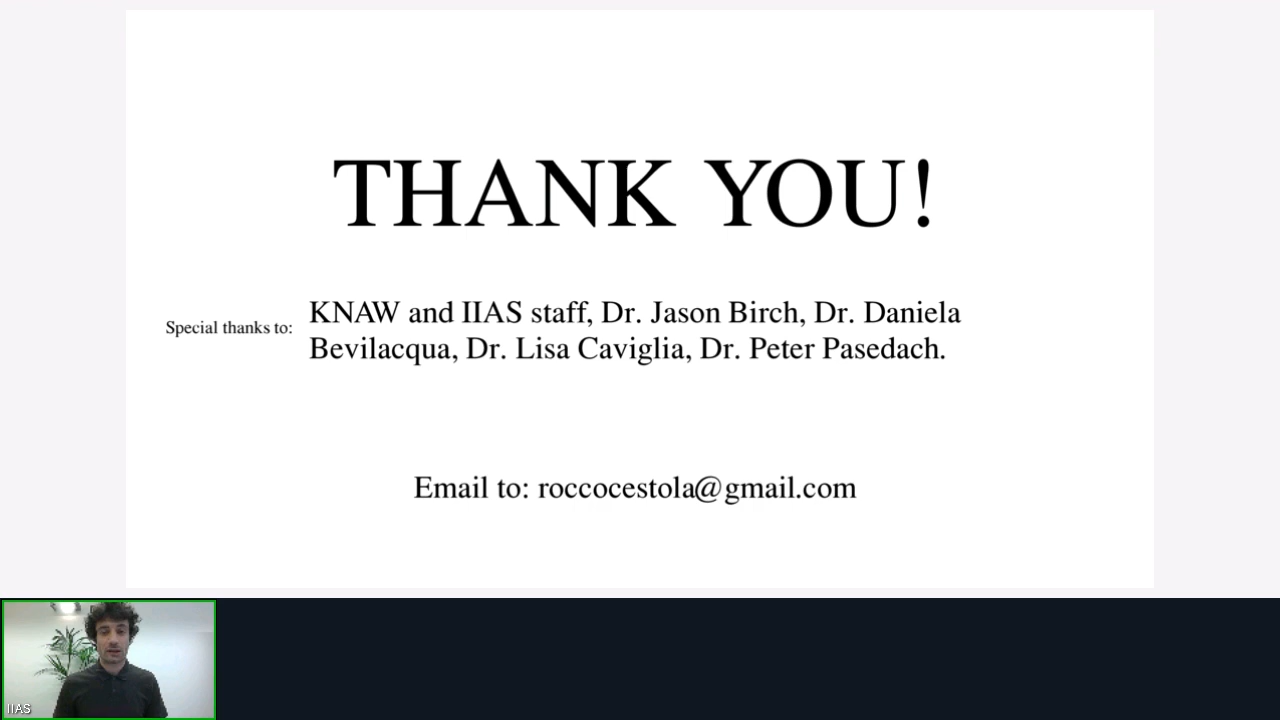 THANK YOU!
Special thanks to:
KNAW and IIAS staff, Dr. Jason Birch, Dr. Daniela
Bevilacqua, Dr. Lisa Caviglia, Dr. Peter Pasedach.
Email to: roccocestola@gmail.com
IIAS